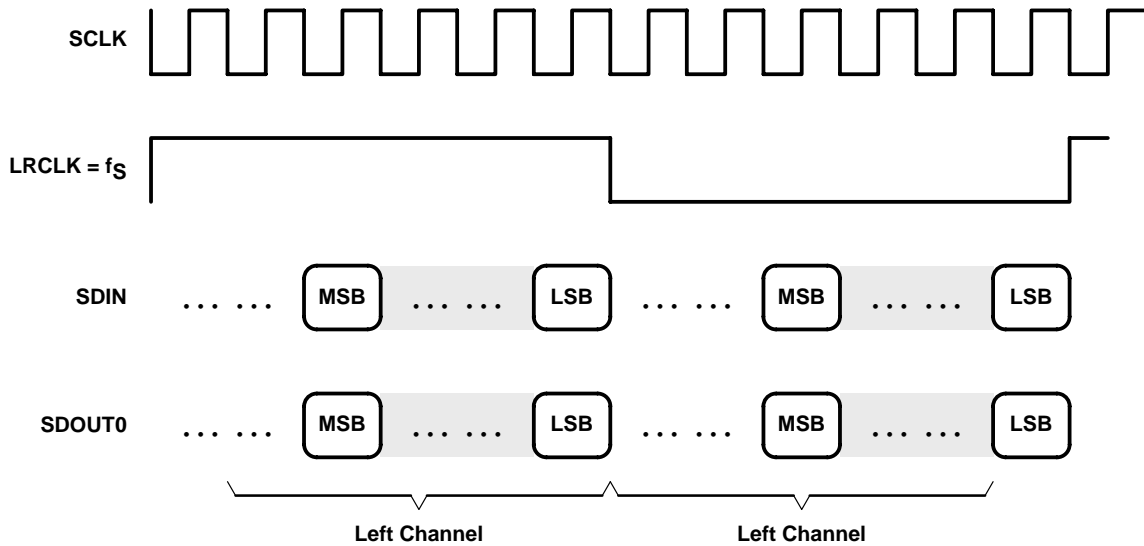 SCLK
LRCLK = fS
SDIN
... ... MSB ... ... LSB ... ... MSB ... ... LSB
SDOUT0
... ... MSB ... ... LSB ... ... MSB ... ... LSB
Left Channel Left Channel